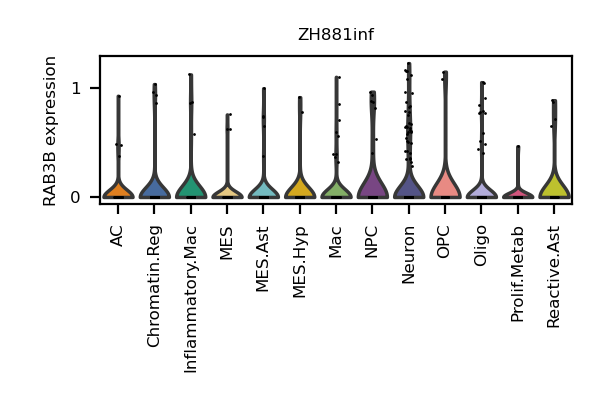 ZH881inf
RAB3B expression
1
0
AC
Chromatin.Reg
Inflammatory.Mac
MES
MES.Ast
MES.Hyp
Mac
NPC
Neuron
OPC
Oligo
Prolif.Metab
Reactive.Ast